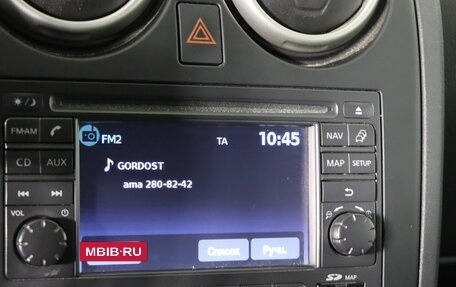 FM2
TA
10:45
FM·AM
NAV
GORDOST
CD
AUX
MAP
SETUP
ama 280-82-42
VOL
MBIB·RU
Список
Ручн.
SD
MAP